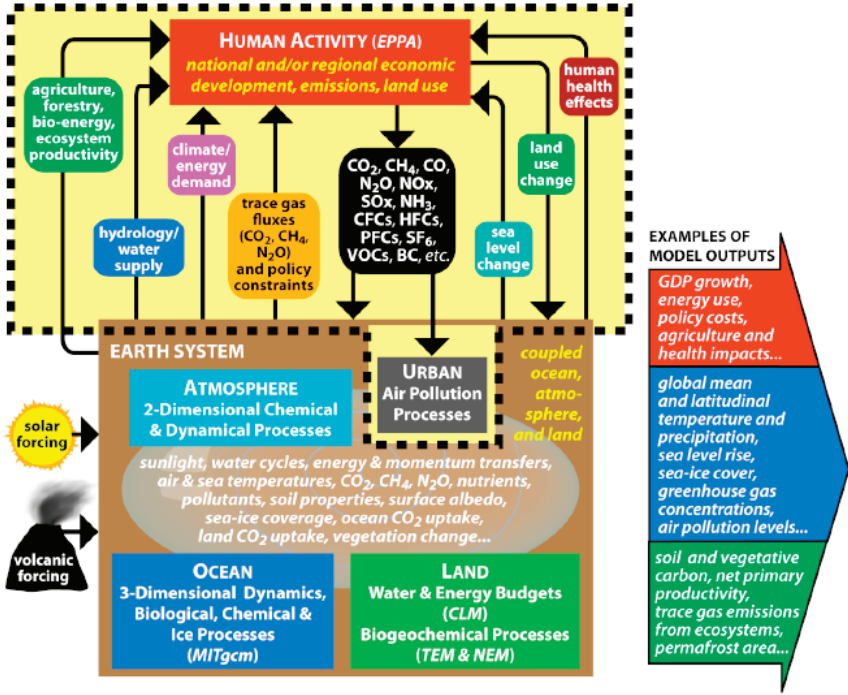 HUMAN ACTIVITY (EPPA)
national and/or regional economic
development, emissions, land use
agriculture,
forestry,
bio-energy,
ecosystem
productivity
hydrology/
water
supply
climate/
energy
demand
trace gas
fluxes
(CO2, CH4,
N2O)
and policy
constraints
CO2, CH4, CO,
N2O, NOx,
SOx, NH3,
CFCs, HFCs,
PFCs, SF6,
VOCs, BC, etc.
sea
level
change
land
use
change
human
health
effects
EARTH SYSTEM
ATMOSPHERE
2-Dimensional Chemical
& Dynamical Processes
URBAN
Air Pollution
Processes
coupled
ocean,
atmo-
sphere,
and land
solar
forcing
volcanic
forcing
sunlight, water cycles, energy & momentum transfers,
air & sea temperatures, CO2, CH4, N2O, nutrients,
pollutants, soil properties, surface albedo,
sea-ice coverage, ocean CO2 uptake,
land CO2 uptake, vegetation change...
OCEAN
3-Dimensional Dynamics,
Biological, Chemical &
Ice Processes
(MITgcm)
LAND
Water & Energy Budgets
(CLM)
Biogeochemical Processes
(TEM & NEM)
EXAMPLES OF
MODEL OUTPUTS
GDP growth,
energy use,
policy costs,
agriculture and
health impacts...
global mean
and latitudinal
temperature and
precipitation,
sea level rise,
sea-ice cover,
greenhouse gas
concentrations,
air pollution levels...
soil and vegetative
carbon, net primary
productivity,
trace gas emissions
from ecosystems,
permafrost area...